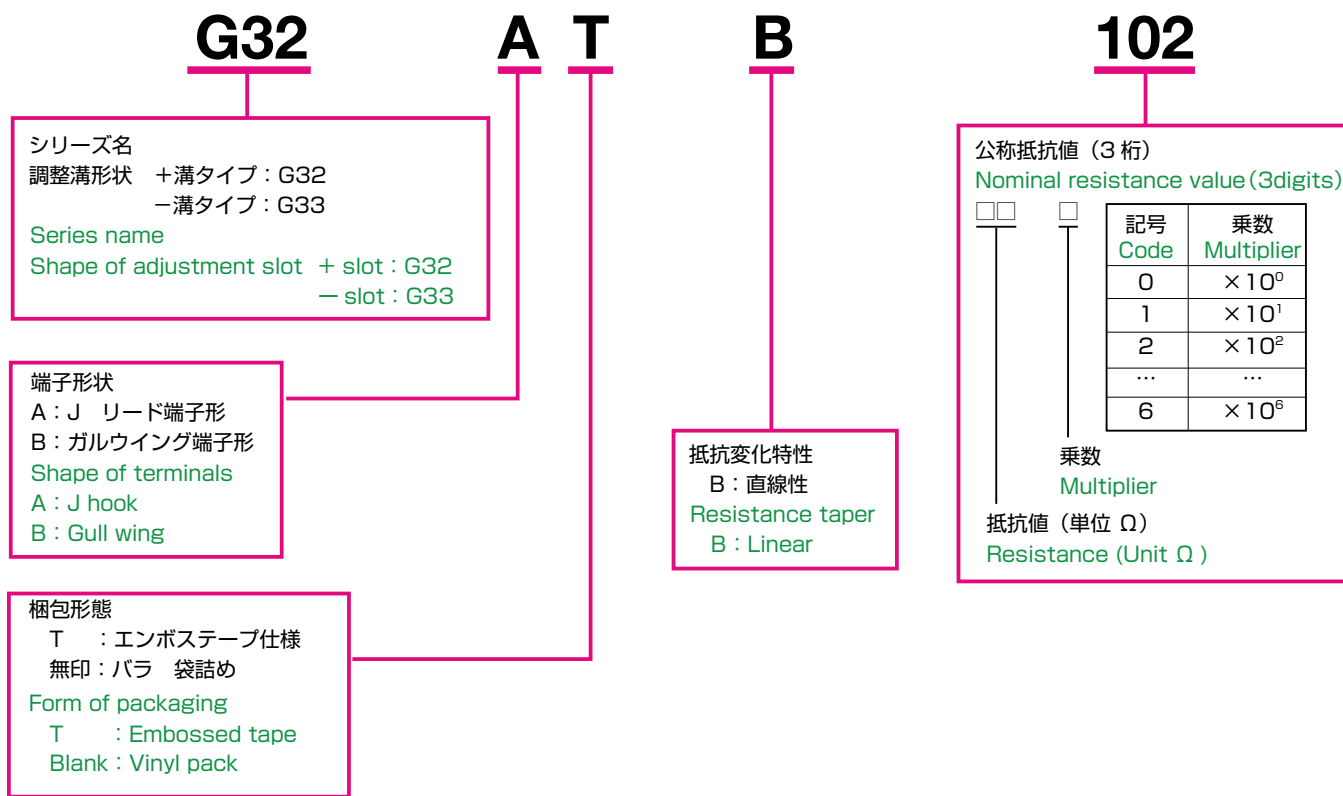 G32 A T B 102
シリーズ名
調整溝形状 +溝タイプ:G32
−溝タイプ:G33
Series name
Shape of adjustment slot + slot:G32
− slot:G33
端子形状
A:J リード端子形
B:ガルウイング端子形
Shape of terminals
A:J hook
B:Gull wing
梱包形態
T :エンボステープ仕様
無印:バラ 袋詰め
Form of packaging
T :Embossed tape
Blank:Vinyl pack
抵抗変化特性
B:直線性
Resistance taper
B:Linear
公称抵抗値(3 桁)
Nominal resistance value(3digits)
□□ □
記号 乗数
Code Multiplier
0 ×10⁰
1 ×10¹
2 ×10²
… …
6 ×10⁶
乗数
Multiplier
抵抗値(単位 Ω)
Resistance (Unit Ω )